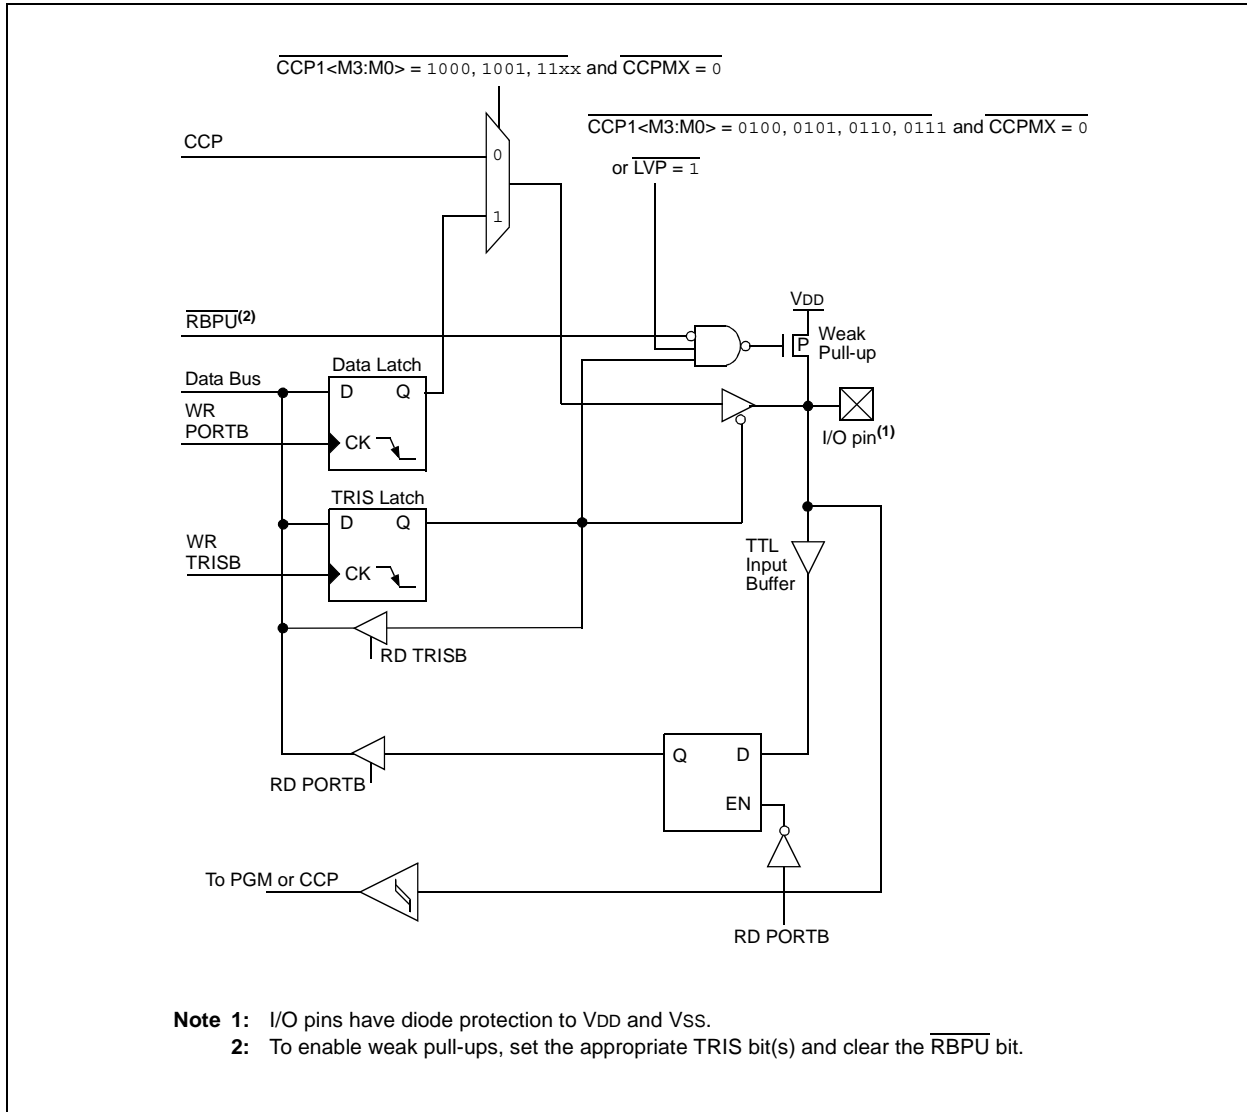 CCP1<M3:M0> = 1000, 1001, 11xx and CCPMX = 0
CCP1<M3:M0> = 0100, 0101, 0110, 0111 and CCPMX = 0
or LVP = 1
CCP
0
1
RBPU(2)
VDD
P
Weak
Pull-up
Data Bus
WR
PORTB
Data Latch
D Q
CK
I/O pin(1)
TRIS Latch
D Q
CK
WR
TRISB
TTL
Input
Buffer
RD TRISB
Q D
EN
RD PORTB
To PGM or CCP
RD PORTB
Note 1: I/O pins have diode protection to VDD and VSS.
2: To enable weak pull-ups, set the appropriate TRIS bit(s) and clear the RBPU bit.